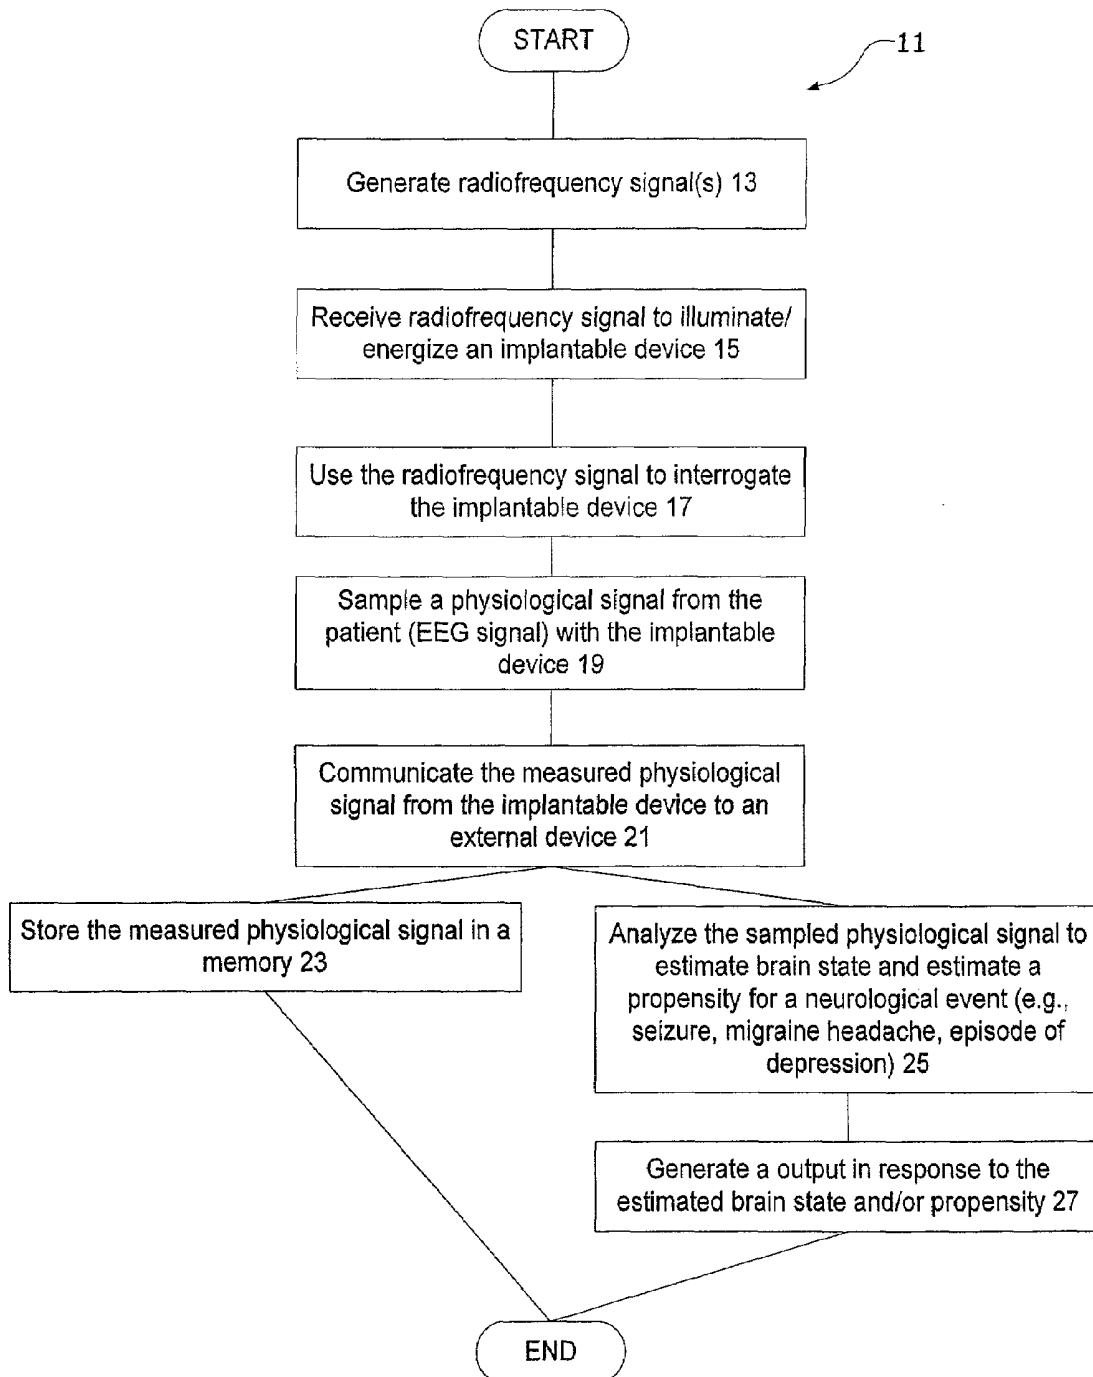 START
11
Generate radiofrequency signal(s) 13
Receive radiofrequency signal to illuminate/
energize an implantable device 15
Use the radiofrequency signal to interrogate
the implantable device 17
Sample a physiological signal from the
patient (EEG signal) with the implantable
device 19
Communicate the measured physiological
signal from the implantable device to an
external device 21
Store the measured physiological signal in a
memory 23
Analyze the sampled physiological signal to
estimate brain state and estimate a
propensity for a neurological event (e.g.,
seizure, migraine headache, episode of
depression) 25
Generate a output in response to the
estimated brain state and/or propensity 27
END